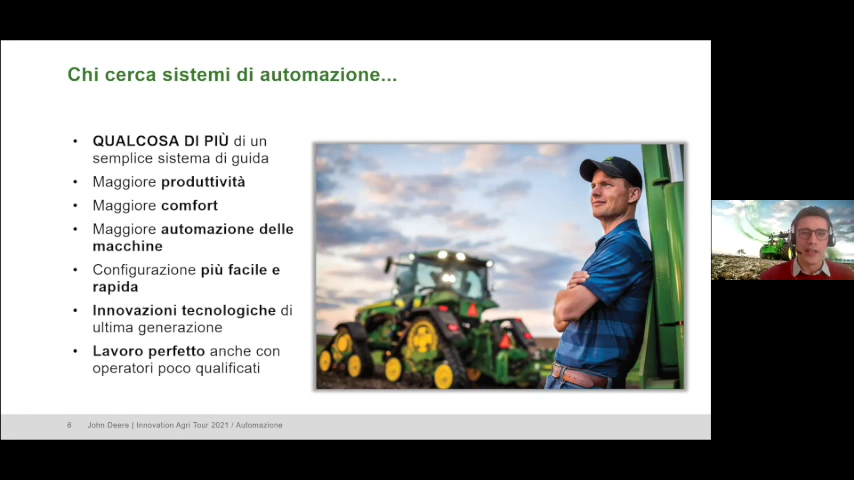 Chi cerca sistemi di automazione...
• QUALCOSA DI PIÙ di un
semplice sistema di guida
• Maggiore produttività
• Maggiore comfort
• Maggiore automazione delle
macchine
• Configurazione più facile e
rapida
• Innovazioni tecnologiche di
ultima generazione
• Lavoro perfetto anche con
operatori poco qualificati
6 John Deere | Innovation Agri Tour 2021 / Automazione